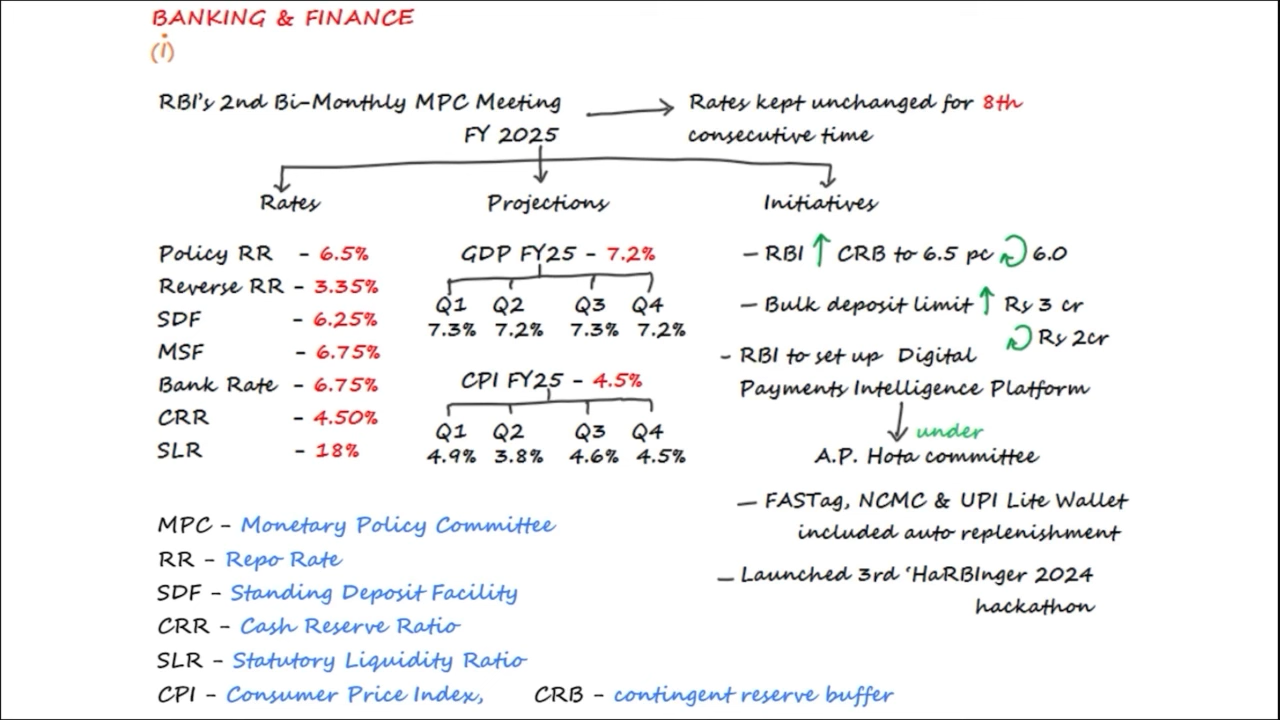 BANKING & FINANCE
(i)
RBI's 2nd Bi-Monthly MPC Meeting
FY 2025
Rates kept unchanged for 8th
consecutive time
Rates
Policy RR - 6.5%
Reverse RR - 3.35%
SDF - 6.25%
MSF - 6.75%
Bank Rate - 6.75%
CRR - 4.50%
SLR - 18%
Projections
GDP FY25 - 7.2%
Q1 Q2 Q3 Q4
7.3% 7.2% 7.3% 7.2%
CPI FY25 - 4.5%
Q1 Q2 Q3 Q4
4.9% 3.8% 4.6% 4.5%
Initiatives
- RBI ↑ CRB to 6.5 pc 6.0
- Bulk deposit limit ↑ Rs 3 cr
Rs 2cr
- RBI to set up Digital
Payments Intelligence Platform
under
A.P. Hota committee
- FASTag, NCMC & UPI Lite Wallet
included auto replenishment
- Launched 3rd 'HaRBInger 2024
hackathon
MPC - Monetary Policy Committee
RR - Repo Rate
SDF - Standing Deposit Facility
CRR - Cash Reserve Ratio
SLR - Statutory Liquidity Ratio
CPI - Consumer Price Index, CRB - contingent reserve buffer